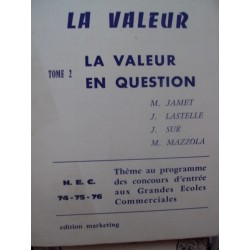 LA VALEUR
TOME 2
LA VALEUR
EN QUESTION
M. JAMET
J. LASTELLE
J. SUR
M. MAZZOLA
H. E. C.
74-75-76
Thème au programme
des concours d'entrée
aux Grandes Ecoles
Commerciales
edition marketing